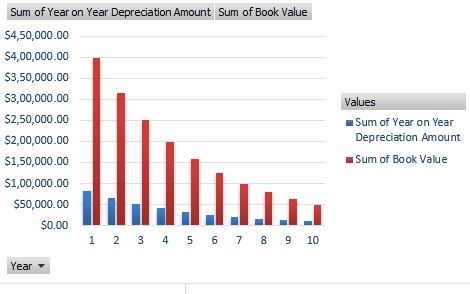 Sum of Year on Year Depreciation Amount Sum of Book Value
$4,50,000.00
$4,00,000.00
$3,50,000.00
$3,00,000.00
$2,50,000.00
$2,00,000.00
$1,50,000.00
$1,00,000.00
$50,000.00
$0.00
1 2 3 4 5 6 7 8 9 10
Values
Sum of Year on Year
Depreciation Amount
Sum of Book Value
Year